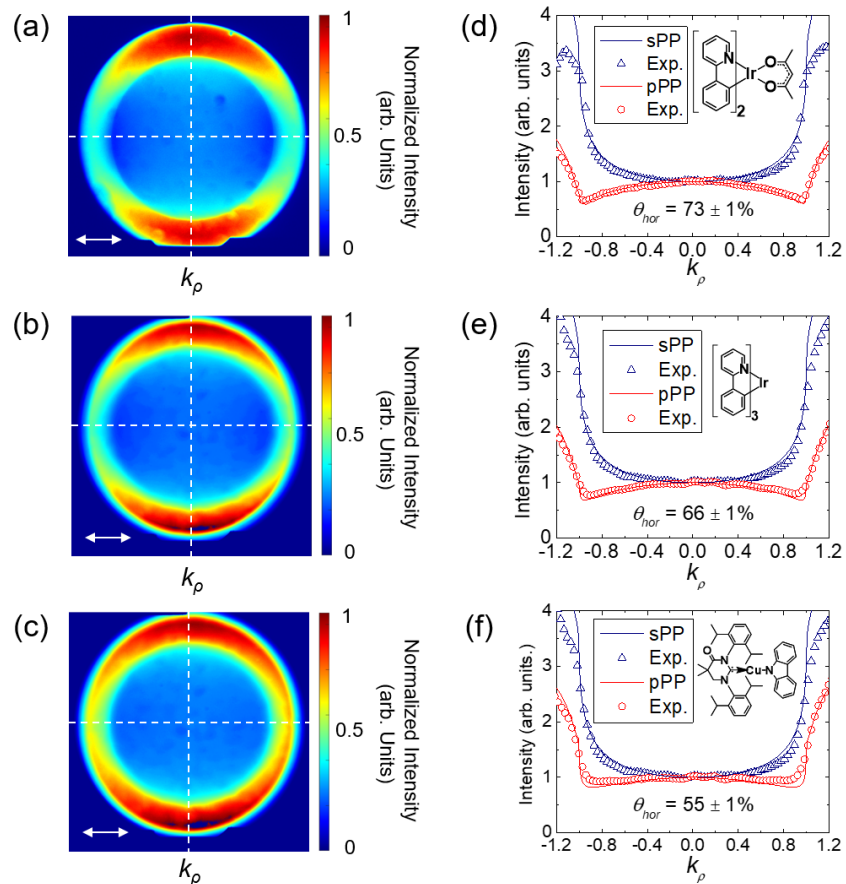 (a)
1
0.5
0
Normalized Intensity
(arb. Units)
kρ
(d)
4
3
2
1
0
Intensity (arb. units)
sPP
Exp.
pPP
Exp.
N
Ir
O
O
2
θhor = 73 ± 1%
-1.2 -0.8 -0.4 0.0 0.4 0.8 1.2
kρ
(b)
1
0.5
0
Normalized Intensity
(arb. Units)
kρ
(e)
4
3
2
1
0
Intensity (arb. units)
sPP
Exp.
pPP
Exp.
N
Ir
3
θhor = 66 ± 1%
-1.2 -0.8 -0.4 0.0 0.4 0.8 1.2
kρ
(c)
1
0.5
0
Normalized Intensity
(arb. Units)
kρ
(f)
4
3
2
1
0
Intensity (arb. units.)
sPP
Exp.
pPP
Exp.
O
N
N
Cu-N
θhor = 55 ± 1%
-1.2 -0.8 -0.4 0.0 0.4 0.8 1.2
kρ